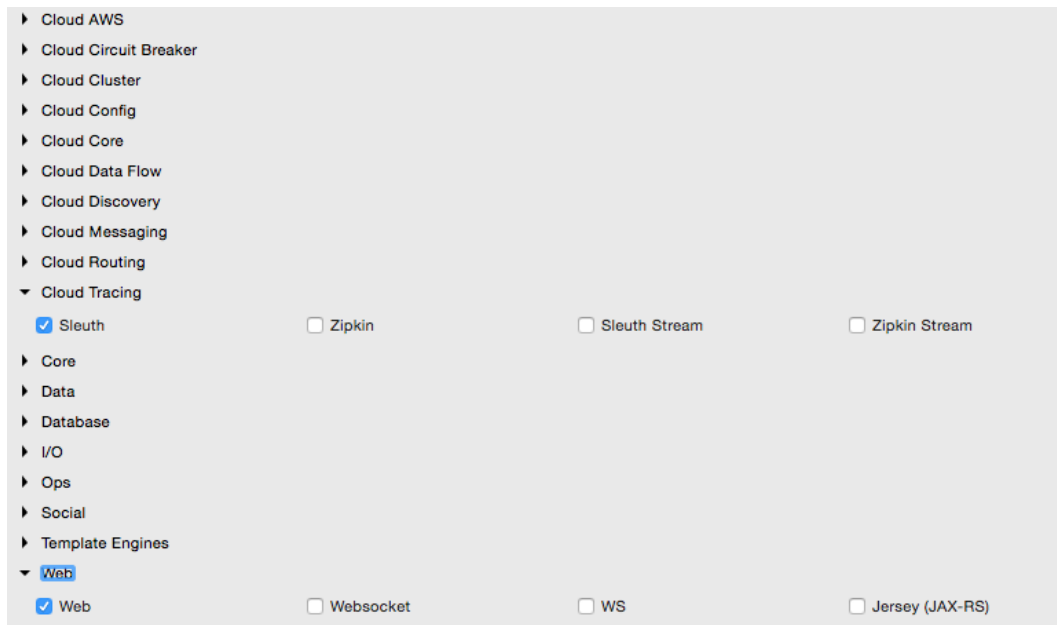 Cloud AWS
Cloud Circuit Breaker
Cloud Cluster
Cloud Config
Cloud Core
Cloud Data Flow
Cloud Discovery
Cloud Messaging
Cloud Routing
Cloud Tracing
Sleuth Zipkin Sleuth Stream Zipkin Stream
Core
Data
Database
I/O
Ops
Social
Template Engines
Web
Web Websocket WS Jersey (JAX-RS)